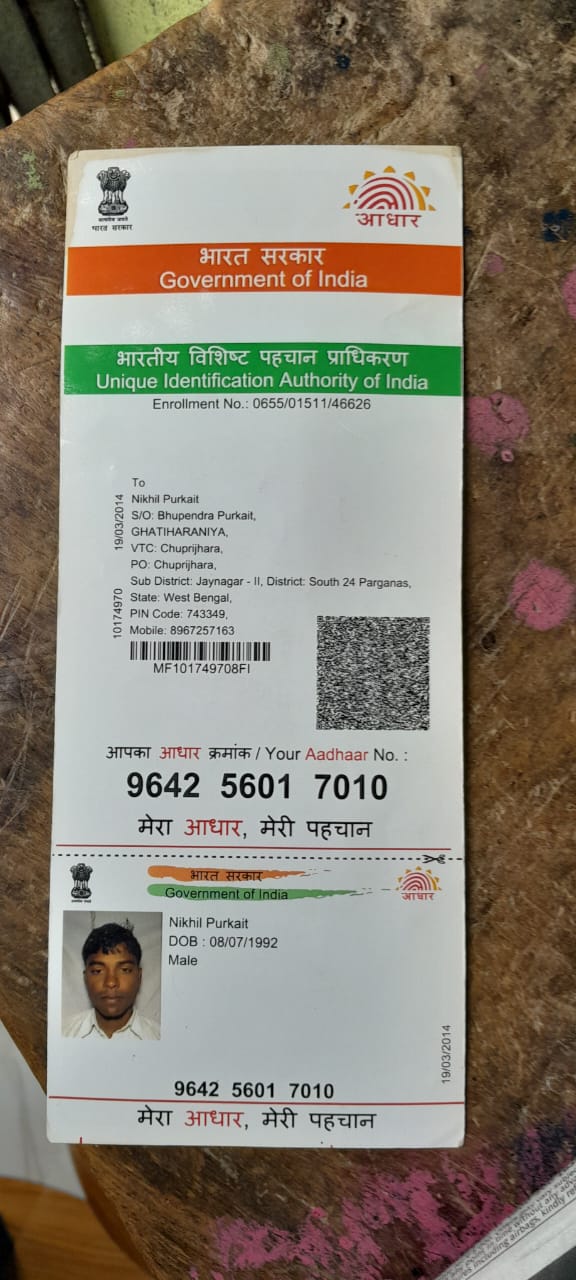 सत्यमेव जयते
भारत सरकार
आधार
भारत सरकार
Government of India
भारतीय विशिष्ट पहचान प्राधिकरण
Unique Identification Authority of India
Enrollment No.: 0655/01511/46626
To
Nikhil Purkait
S/O: Bhupendra Purkait,
GHATIHARANIYA,
VTC: Chuprijhara,
PO: Chuprijhara,
Sub District: Jaynagar - II, District: South 24 Parganas,
State: West Bengal,
PIN Code: 743349,
Mobile: 8967257163
10174970 19/03/2014
MF101749708FI
आपका आधार क्रमांक / Your Aadhaar No. :
9642 5601 7010
मेरा आधार, मेरी पहचान
भारत सरकार
Government of India
आधार
Nikhil Purkait
DOB : 08/07/1992
Male
19/03/2014
9642 5601 7010
मेरा आधार, मेरी पहचान